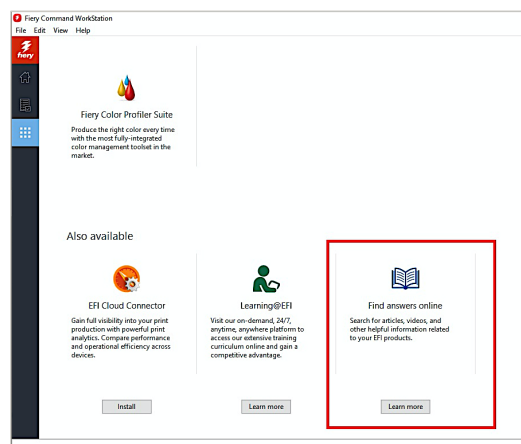 Fiery Command WorkStation
File Edit View Help
fiery
Fiery Color Profiler Suite
Produce the right color every time
with the most fully-integrated
color management toolset in the
market.
Also available
EFI Cloud Connector
Gain full visibility into your print
production with powerful print
analytics. Compare performance
and operational efficiency across
devices.
Install
Learning@EFI
Visit our on-demand, 24/7,
anytime, anywhere platform to
access our extensive training
curriculum online and gain a
competitive advantage.
Learn more
Find answers online
Search for articles, videos, and
other helpful information related
to your EFI products.
Learn more